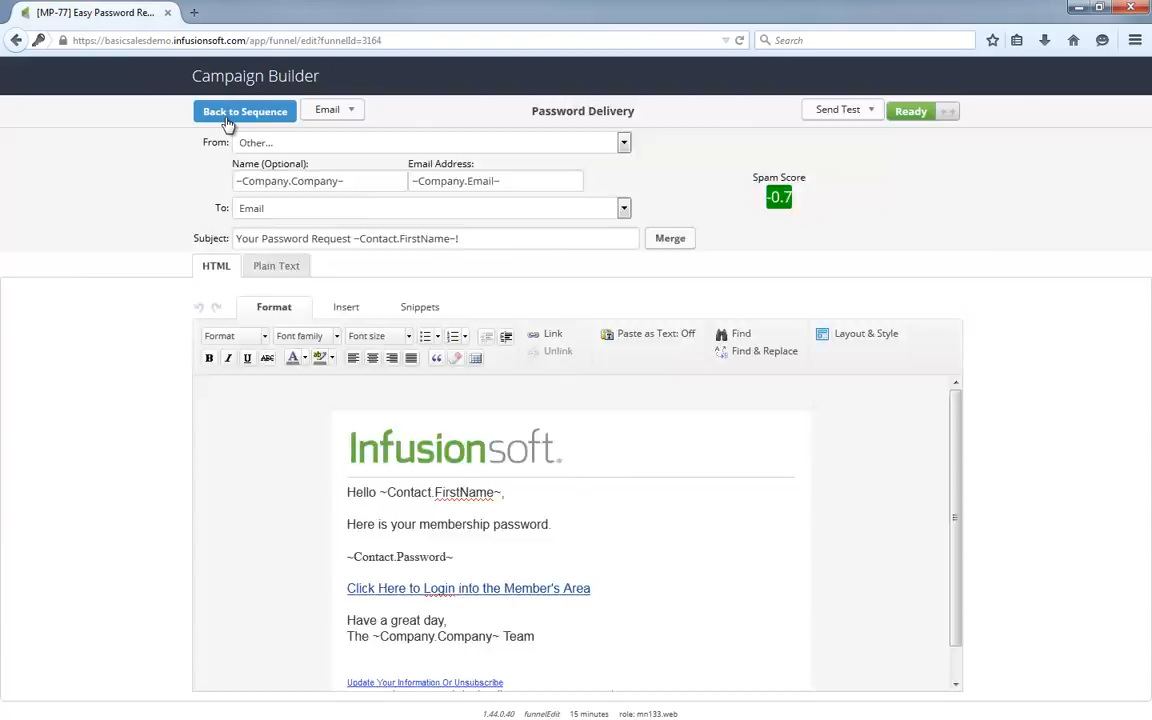 [MP-77] Easy Password Re...
https://basicsalesdemo.infusionsoft.com/app/funnel/edit?funnelId=3164
Search
Campaign Builder
Back to Sequence
Email
Password Delivery
Send Test
Ready
From: Other...
Name (Optional): Email Address:
~Company.Company~ ~Company.Email~
Spam Score
-0.7
To: Email
Subject: Your Password Request ~Contact.FirstName~!
Merge
HTML Plain Text
Format Insert Snippets
Format Font family Font size Link Paste as Text: Off Find Layout & Style
B I U ABC A ab Unlink Find & Replace
Infusionsoft.
Hello ~Contact.FirstName~,
Here is your membership password.
~Contact.Password~
Click Here to Login into the Member's Area
Have a great day,
The ~Company.Company~ Team
Update Your Information Or Unsubscribe
1.44.0.40 funnelEdit 15 minutes role: mn133.web